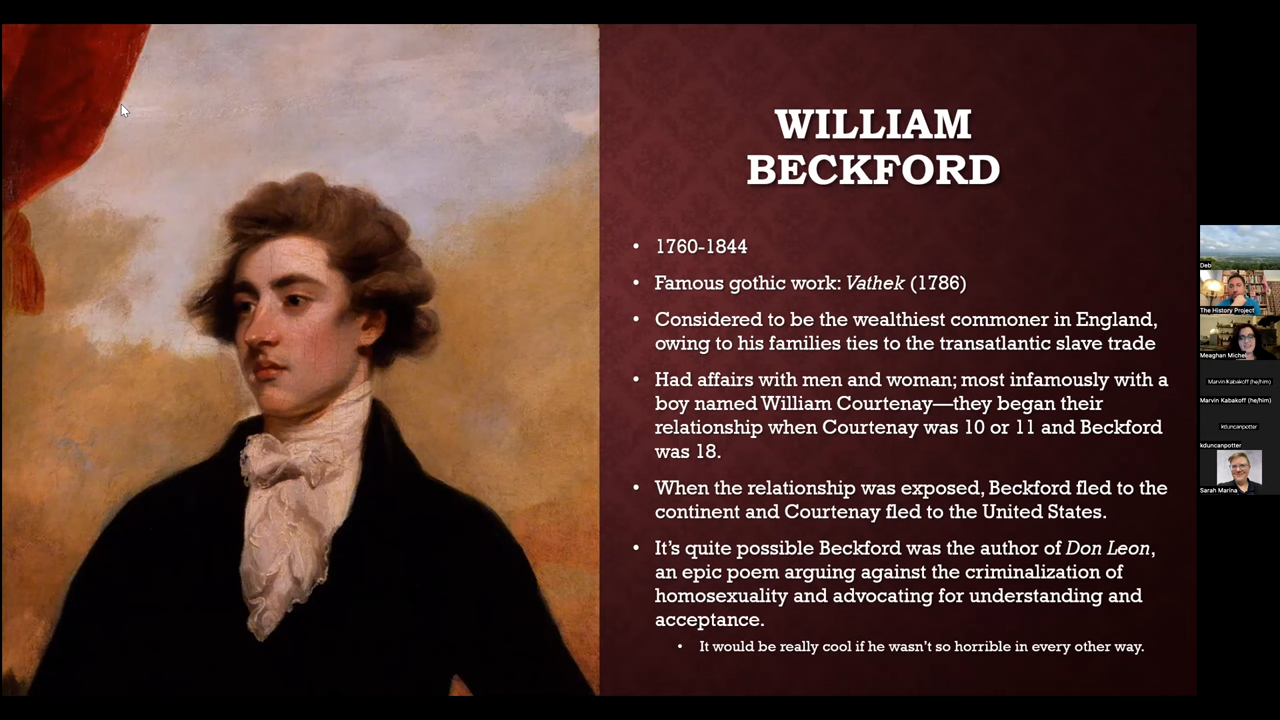 WILLIAM
BECKFORD
• 1760-1844
• Famous gothic work: Vathek (1786)
• Considered to be the wealthiest commoner in England,
owing to his families ties to the transatlantic slave trade
• Had affairs with men and woman; most infamously with a
boy named William Courtenay—they began their
relationship when Courtenay was 10 or 11 and Beckford
was 18.
• When the relationship was exposed, Beckford fled to the
continent and Courtenay fled to the United States.
• It's quite possible Beckford was the author of Don Leon,
an epic poem arguing against the criminalization of
homosexuality and advocating for understanding and
acceptance.
• It would be really cool if he wasn't so horrible in every other way.
Deb
The History Project
Meaghan Michel
Marvin Kabakoff (he/him)
Marvin Kabakoff (he/him)
kduncanpotter
kduncanpotter
Sarah Marina